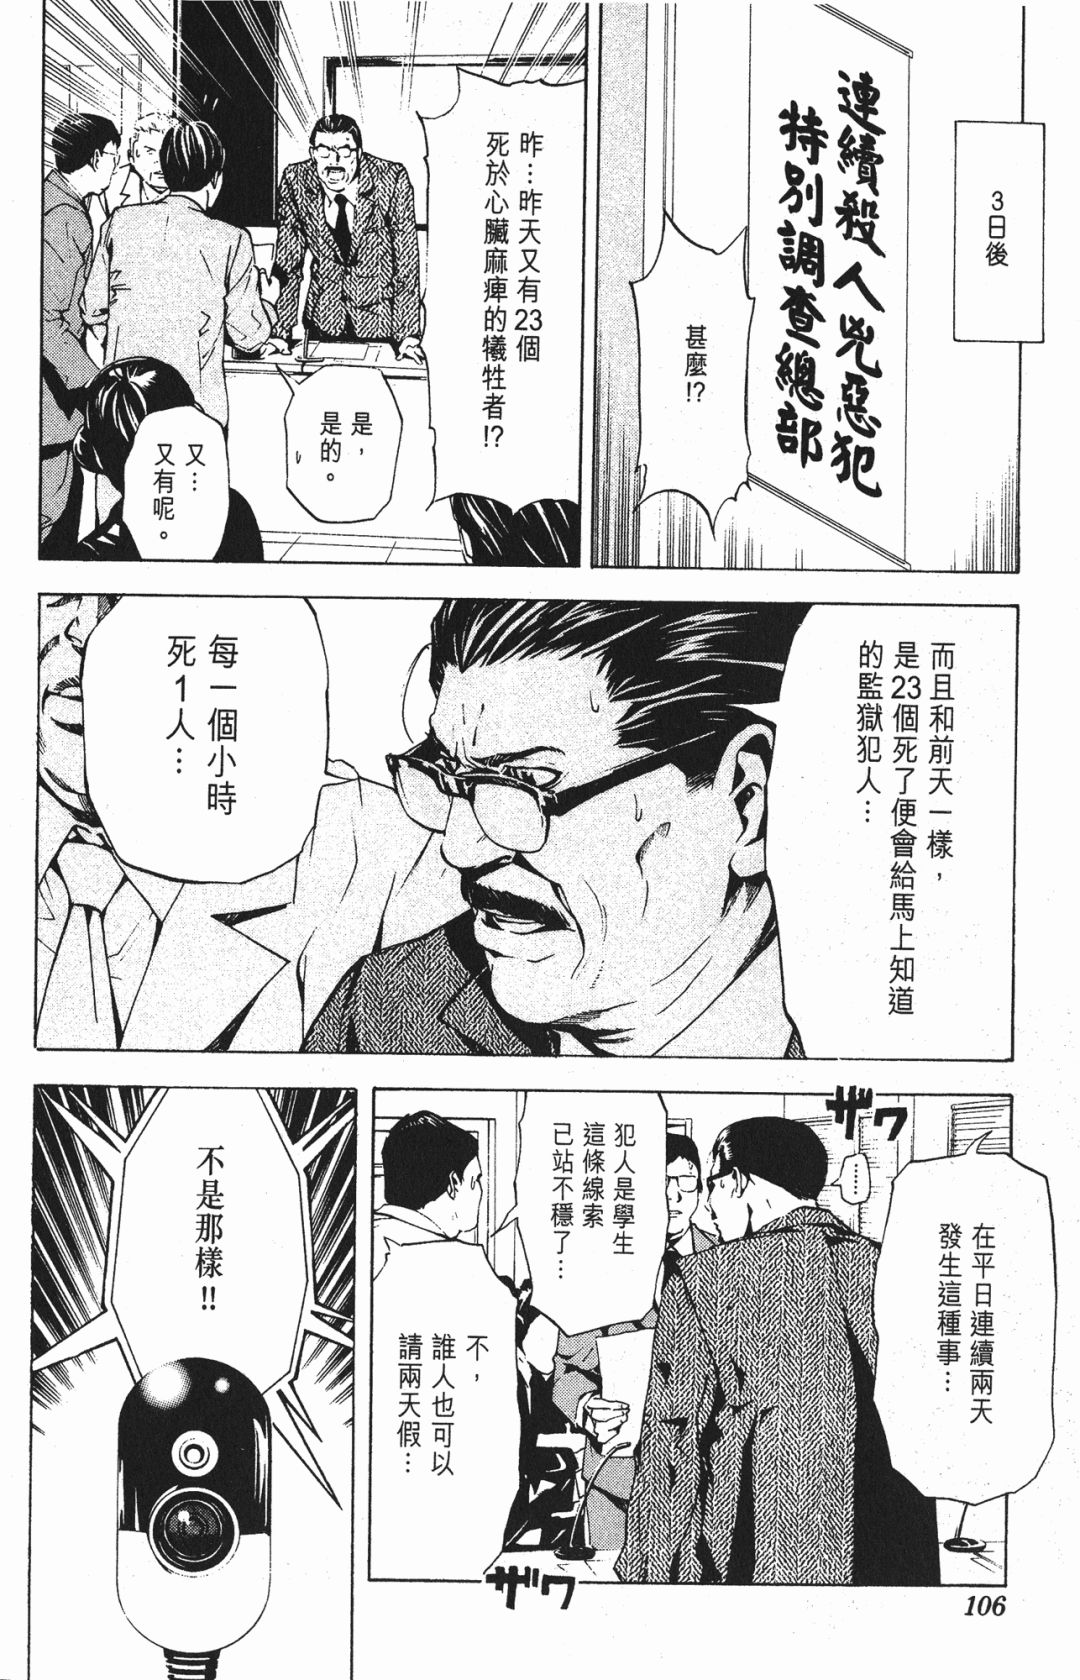 3日後
連續殺人兇惡犯
特別調查總部
甚麼!?
昨…昨天又有23個
死於心臟麻痺的犧牲者!?
是，
是的。
又…
又有呢。
而且和前天一樣，
是23個死了便會給馬上知道
的監獄犯人…
每一個小時
死1人…
ザワ
在平日連續兩天
發生這種事…
……
犯人是學生
這條線索
已站不穩了…
不，
誰人也可以
請兩天假…
ザワ
不是那樣!!
106